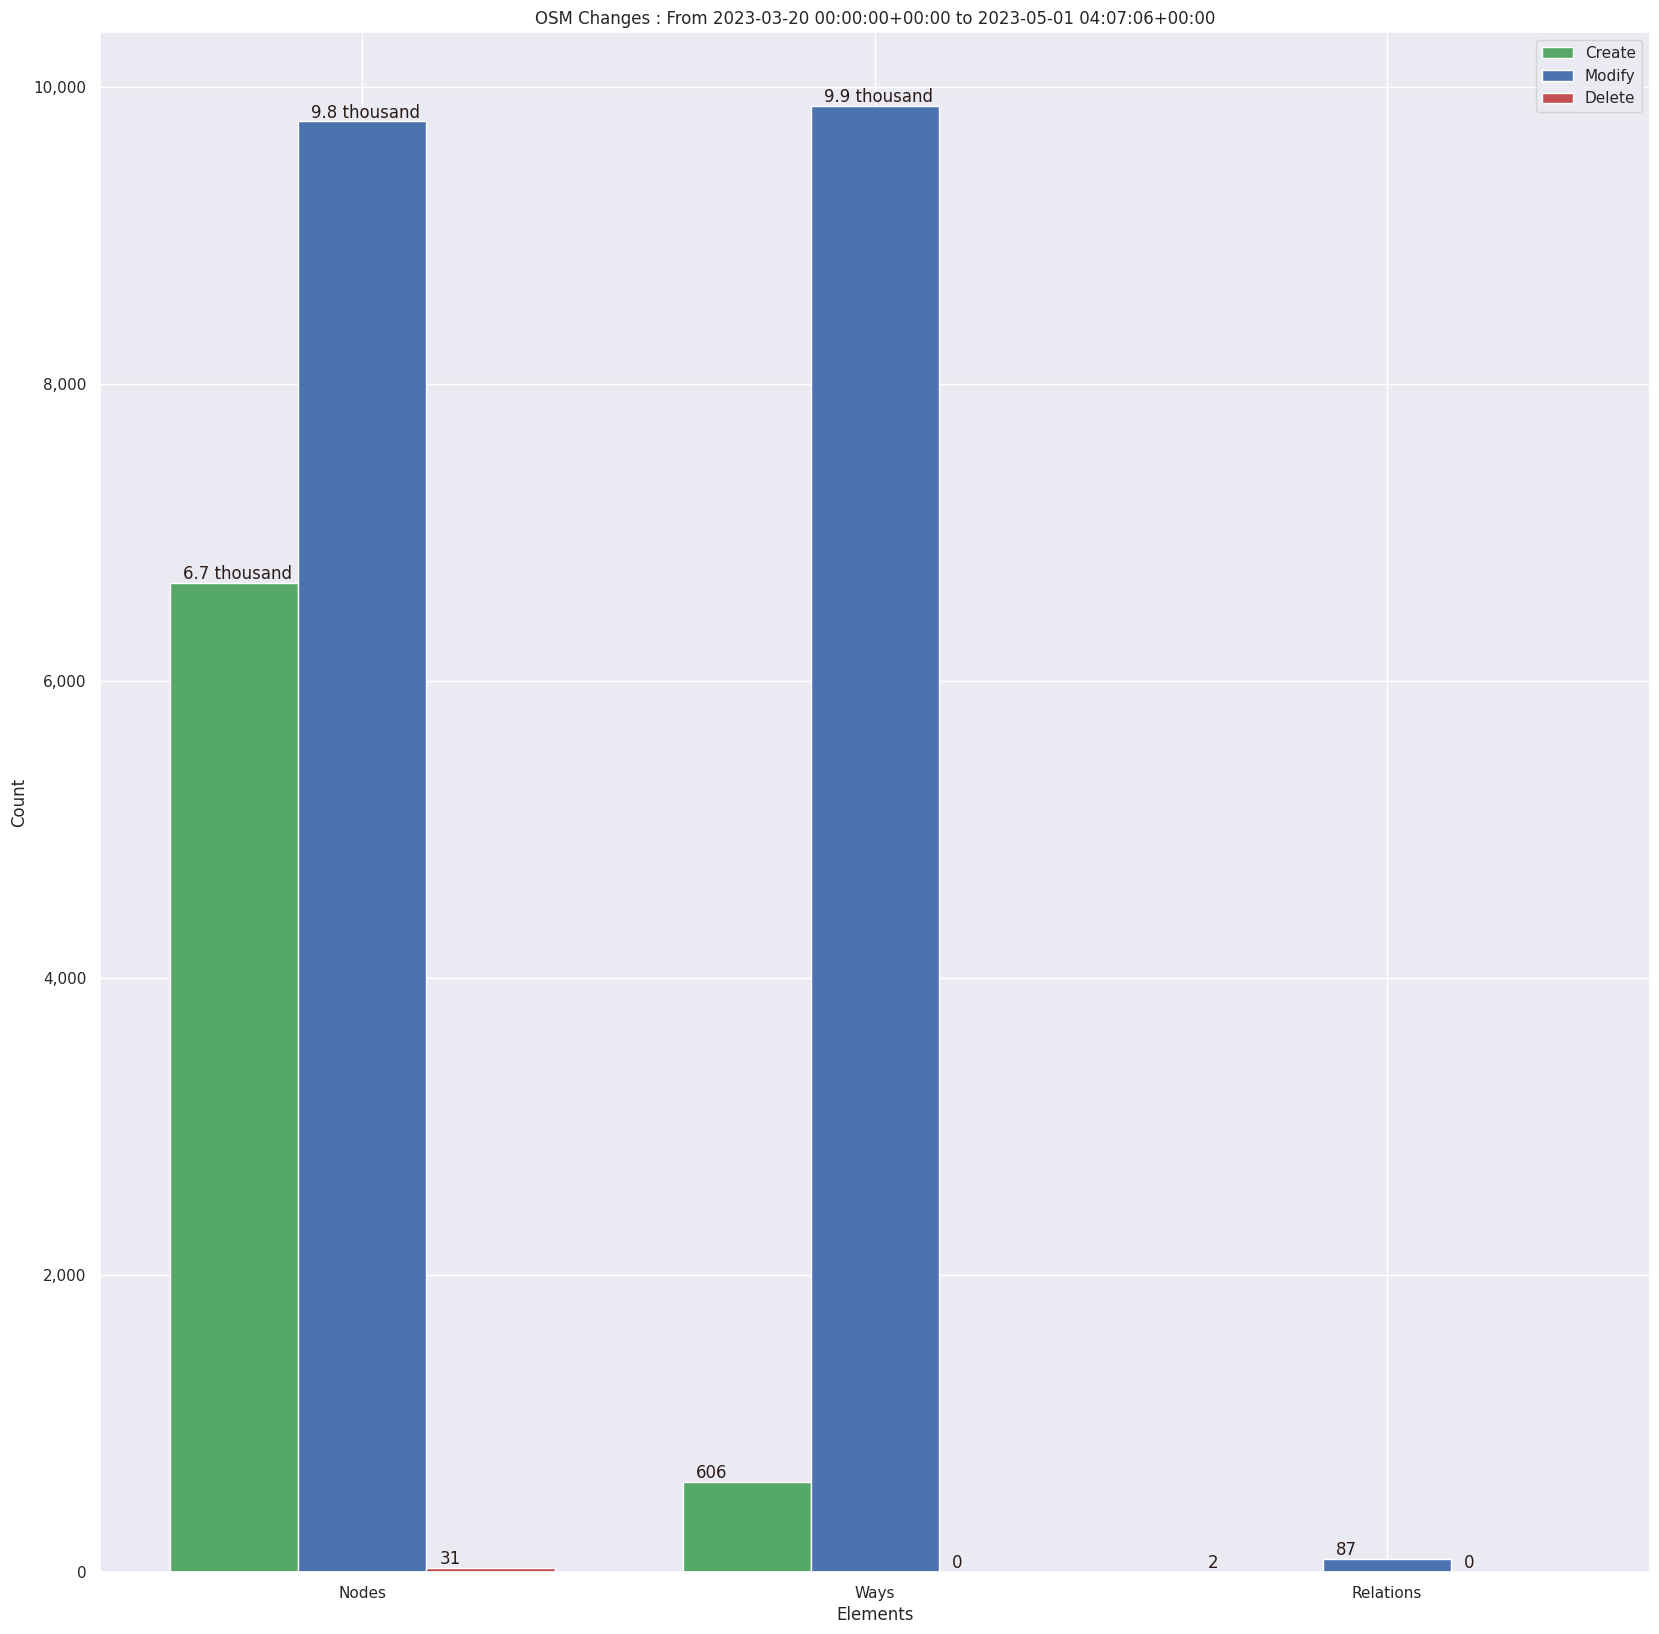 OSM Changes : From 2023-03-20 00:00:00+00:00 to 2023-05-01 04:07:06+00:00
Create
Modify
Delete
10,000
8,000
6,000
4,000
2,000
0
Count
6.7 thousand
9.8 thousand
31
606
9.9 thousand
0
2
87
0
Nodes
Ways
Relations
Elements